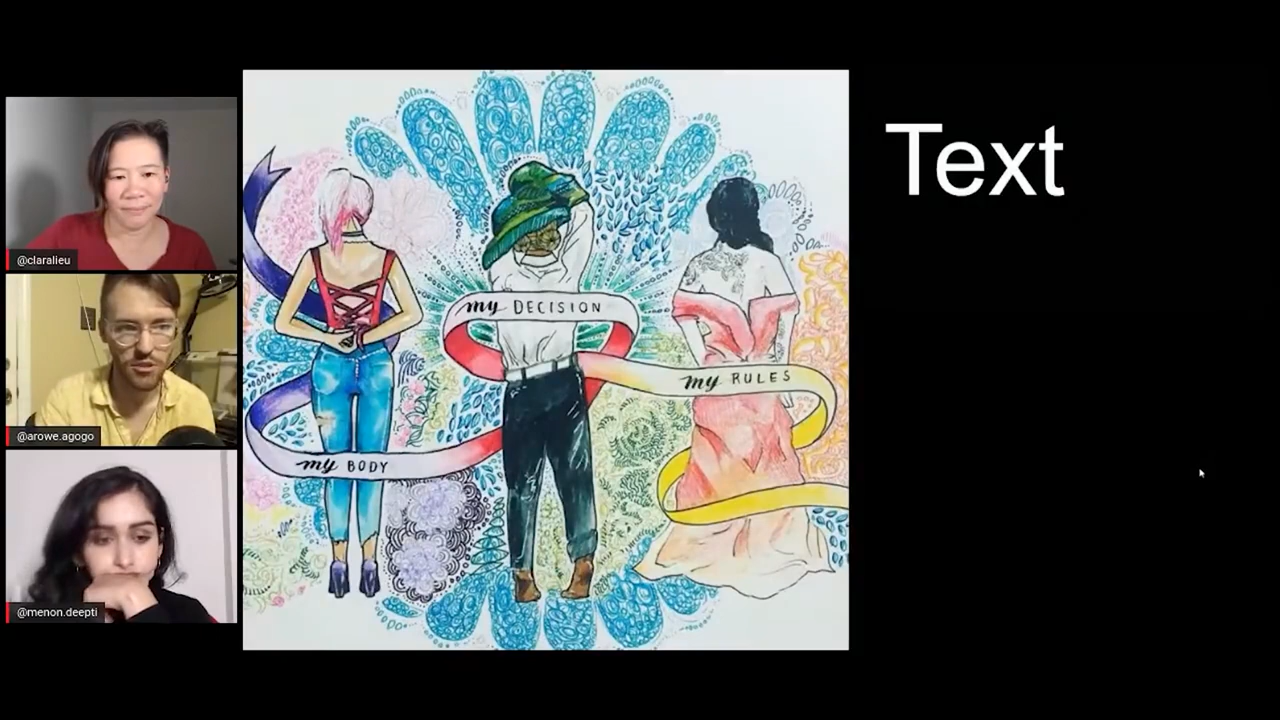 @claralieu
@arowe.agogo
@menon.deepti
my DECISION
my RULES
my BODY
Text